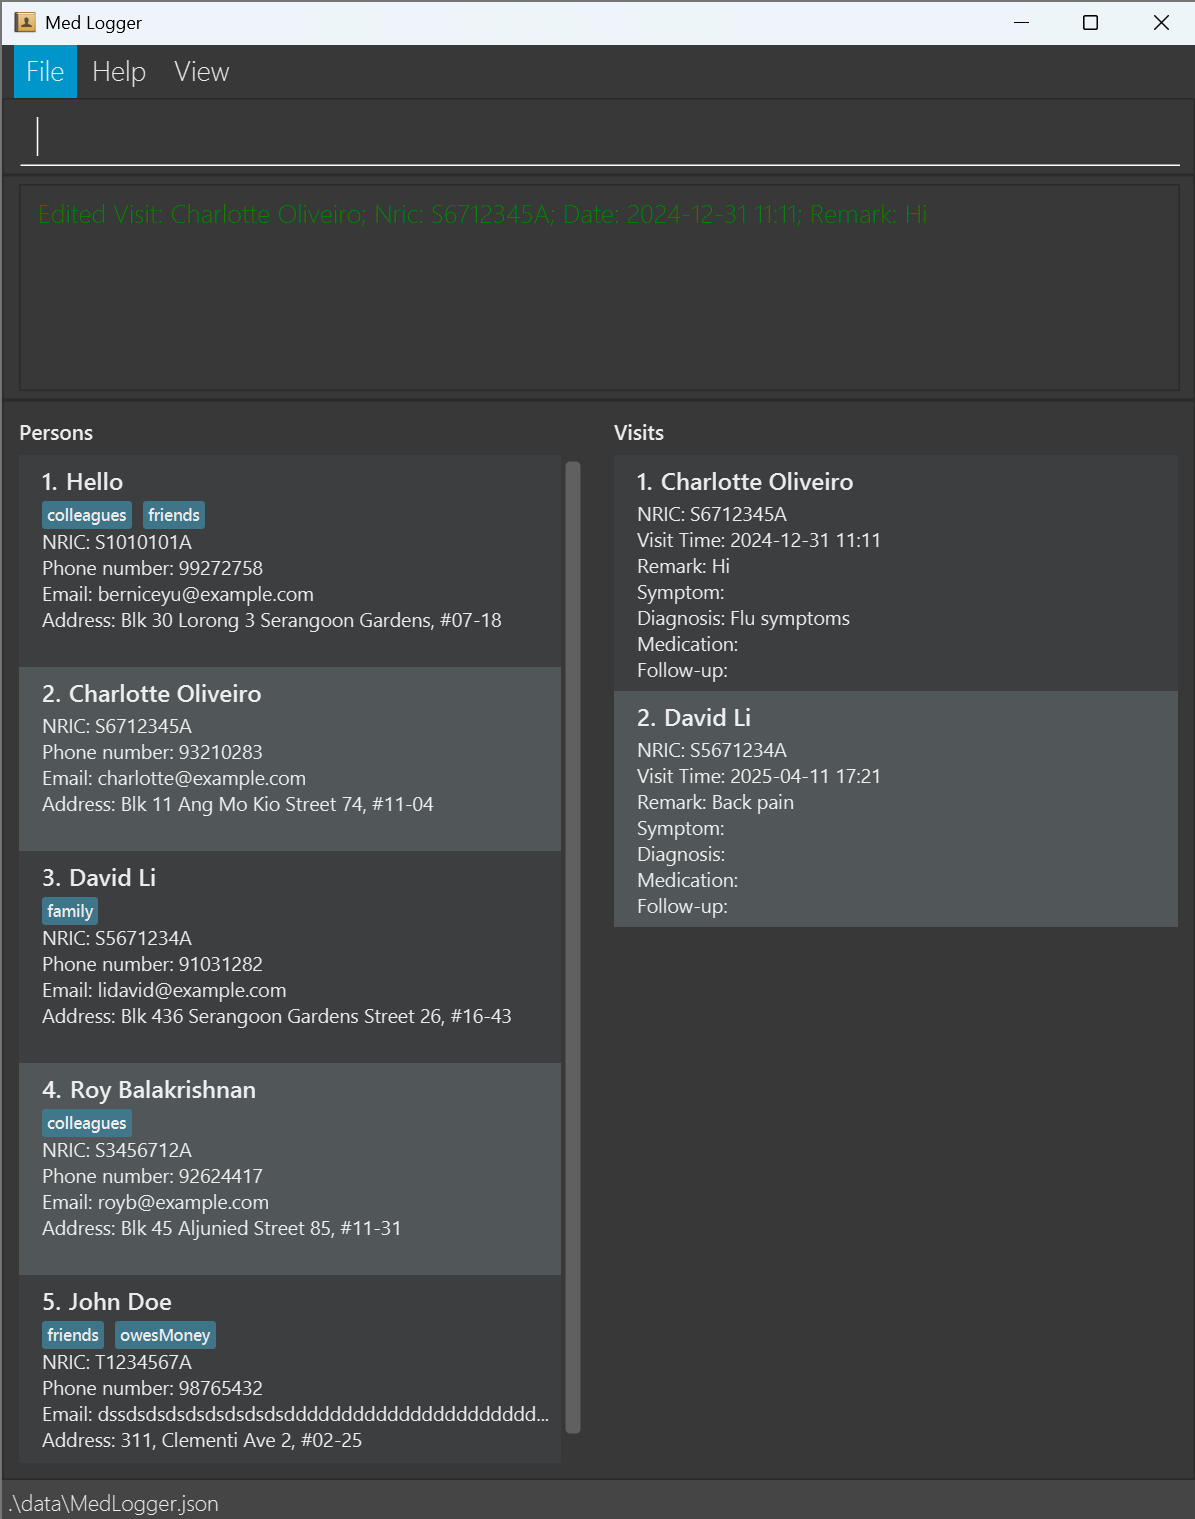 Med Logger
File Help View
Edited Visit: Charlotte Oliveiro; Nric: S6712345A; Date: 2024-12-31 11:11; Remark: Hi
Persons
1. Hello
colleagues friends
NRIC: S1010101A
Phone number: 99272758
Email: berniceyu@example.com
Address: Blk 30 Lorong 3 Serangoon Gardens, #07-18
2. Charlotte Oliveiro
NRIC: S6712345A
Phone number: 93210283
Email: charlotte@example.com
Address: Blk 11 Ang Mo Kio Street 74, #11-04
3. David Li
family
NRIC: S5671234A
Phone number: 91031282
Email: lidavid@example.com
Address: Blk 436 Serangoon Gardens Street 26, #16-43
4. Roy Balakrishnan
colleagues
NRIC: S3456712A
Phone number: 92624417
Email: royb@example.com
Address: Blk 45 Aljunied Street 85, #11-31
5. John Doe
friends owesMoney
NRIC: T1234567A
Phone number: 98765432
Email: dssdsdsdsdsdsdsdsdsddddddddddddddddddddddd...
Address: 311, Clementi Ave 2, #02-25
Visits
1. Charlotte Oliveiro
NRIC: S6712345A
Visit Time: 2024-12-31 11:11
Remark: Hi
Symptom:
Diagnosis: Flu symptoms
Medication:
Follow-up:
2. David Li
NRIC: S5671234A
Visit Time: 2025-04-11 17:21
Remark: Back pain
Symptom:
Diagnosis:
Medication:
Follow-up:
.\data\MedLogger.json